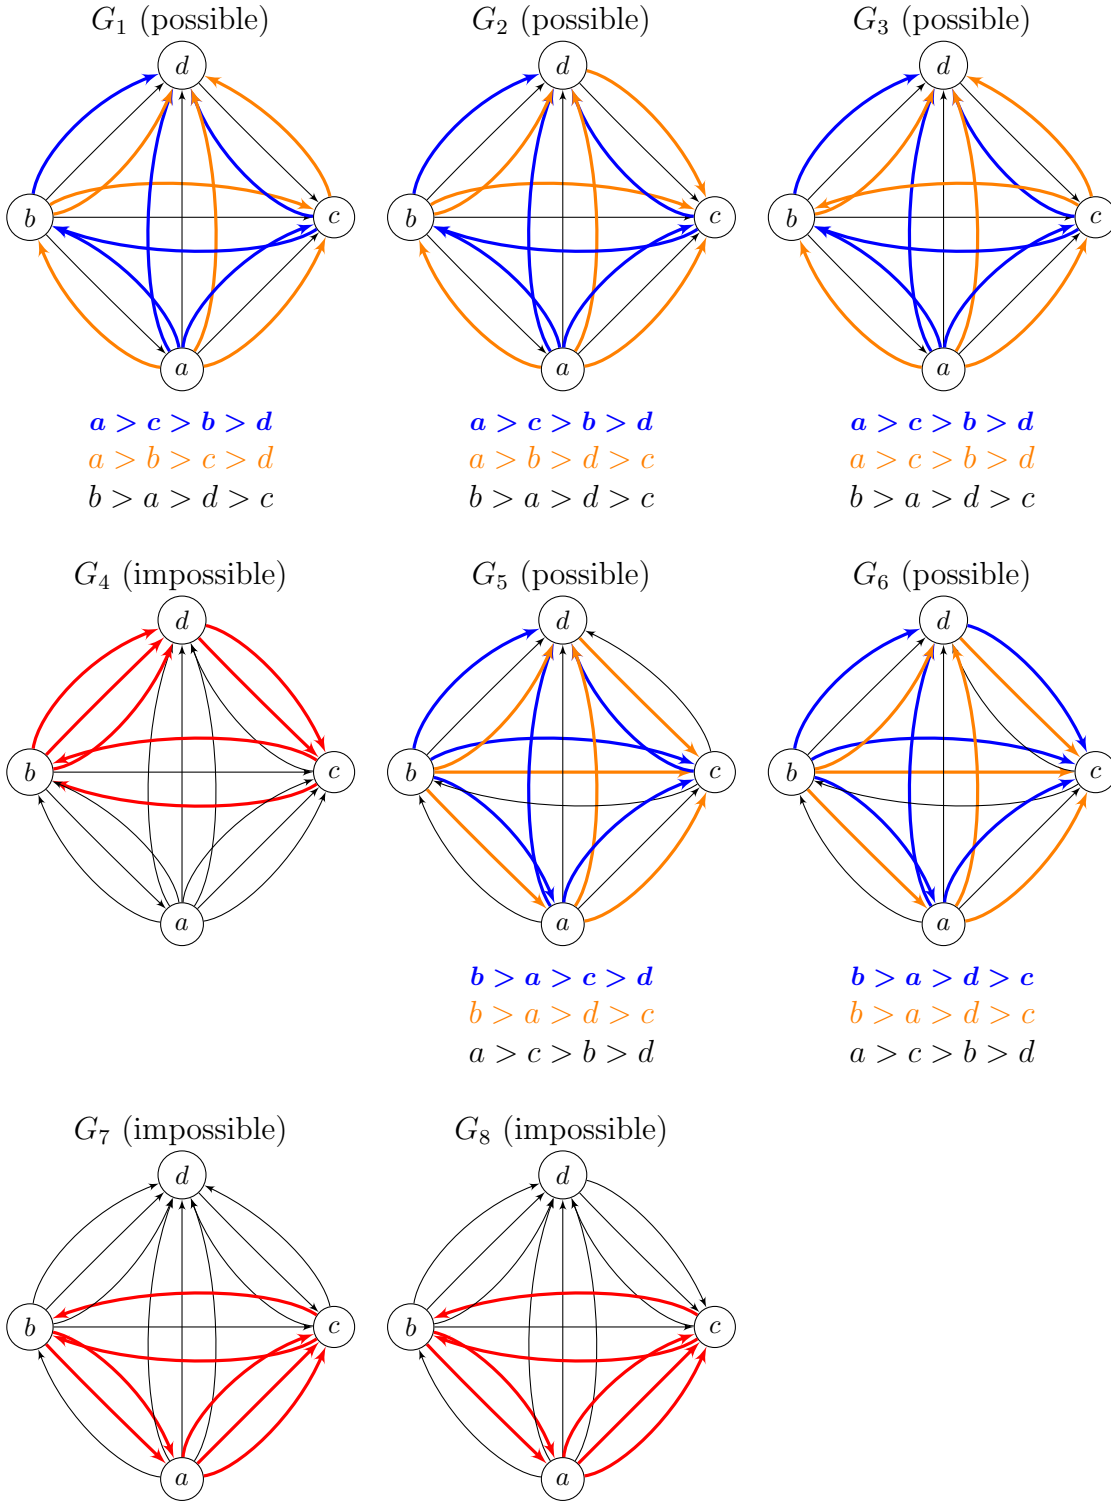 G₁ (possible) G₂ (possible) G₃ (possible)
d d d
b c b c b c
a a a
a > c > b > d a > c > b > d a > c > b > d
a > b > c > d a > b > d > c a > c > b > d
b > a > d > c b > a > d > c b > a > d > c
G₄ (impossible) G₅ (possible) G₆ (possible)
d d d
b c b c b c
a a a
b > a > c > d b > a > d > c
b > a > d > c b > a > d > c
a > c > b > d a > c > b > d
G₇ (impossible) G₈ (impossible)
d d
b c b c
a a